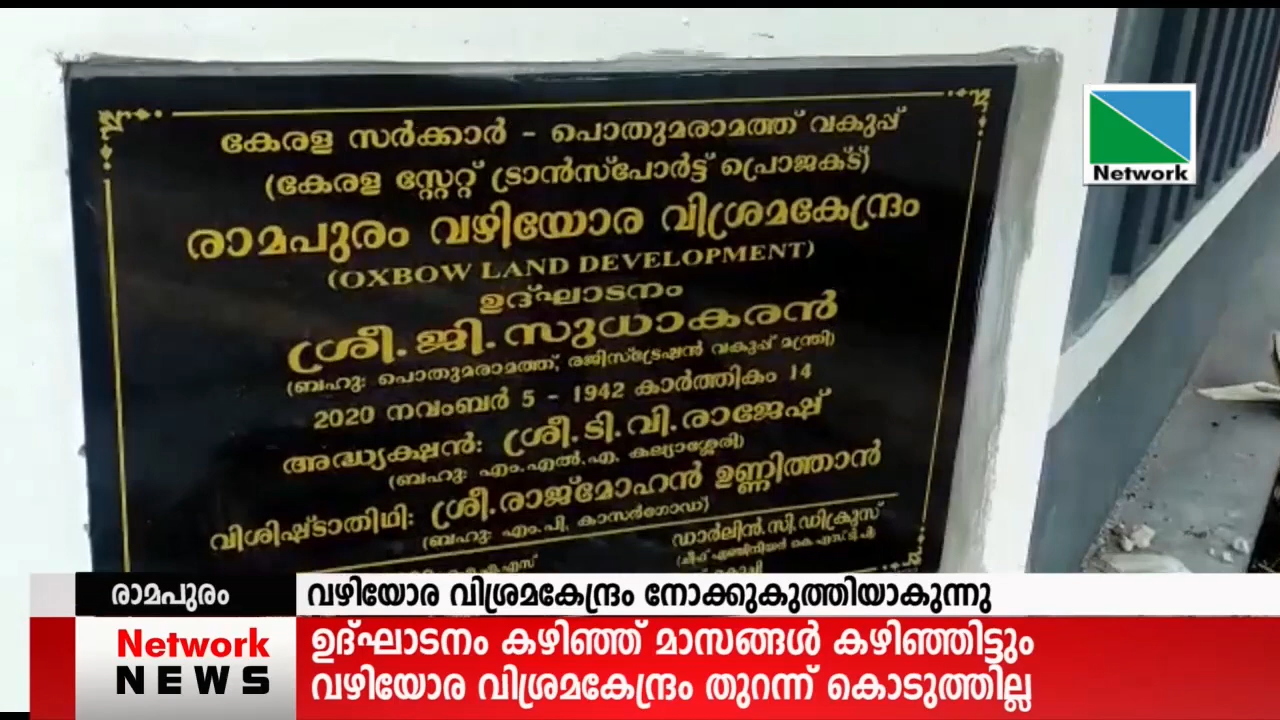 കേരള സർക്കാർ - പൊതുമരാമത്ത് വകുപ്പ്
(കേരള സ്റ്റേറ്റ് ട്രാൻസ്പോർട്ട് പ്രൊജക്ട്)
രാമപുരം വഴിയോര വിശ്രമകേന്ദ്രം
(OXBOW LAND DEVELOPMENT)
ഉദ്ഘാടനം
ശ്രീ.ജി.സുധാകരൻ
(ബഹു: പൊതുമരാമത്ത്, രജിസ്ട്രേഷൻ വകുപ്പ് മന്ത്രി)
2020 നവംബർ 5 - 1942 കാർത്തികം 14
അദ്ധ്യക്ഷൻ: ശ്രീ.ടി.വി.രാജേഷ്
(ബഹു: എം.എൽ.എ. കല്യാശ്ശേരി)
വിശിഷ്ടാതിഥി: ശ്രീ.രാജ്മോഹൻ ഉണ്ണിത്താൻ
(ബഹു: എം.പി. കാസർഗോഡ്)
ഡാർലിൻ.സി.ഡിക്രൂസ്
(ചീഫ് എഞ്ചിനീയർ കെ.എസ്.ടി.പി
Network
രാമപുരം
വഴിയോര വിശ്രമകേന്ദ്രം നോക്കുകുത്തിയാകുന്നു
Network
NEWS
ഉദ്ഘാടനം കഴിഞ്ഞ് മാസങ്ങൾ കഴിഞ്ഞിട്ടും
വഴിയോര വിശ്രമകേന്ദ്രം തുറന്ന് കൊടുത്തില്ല